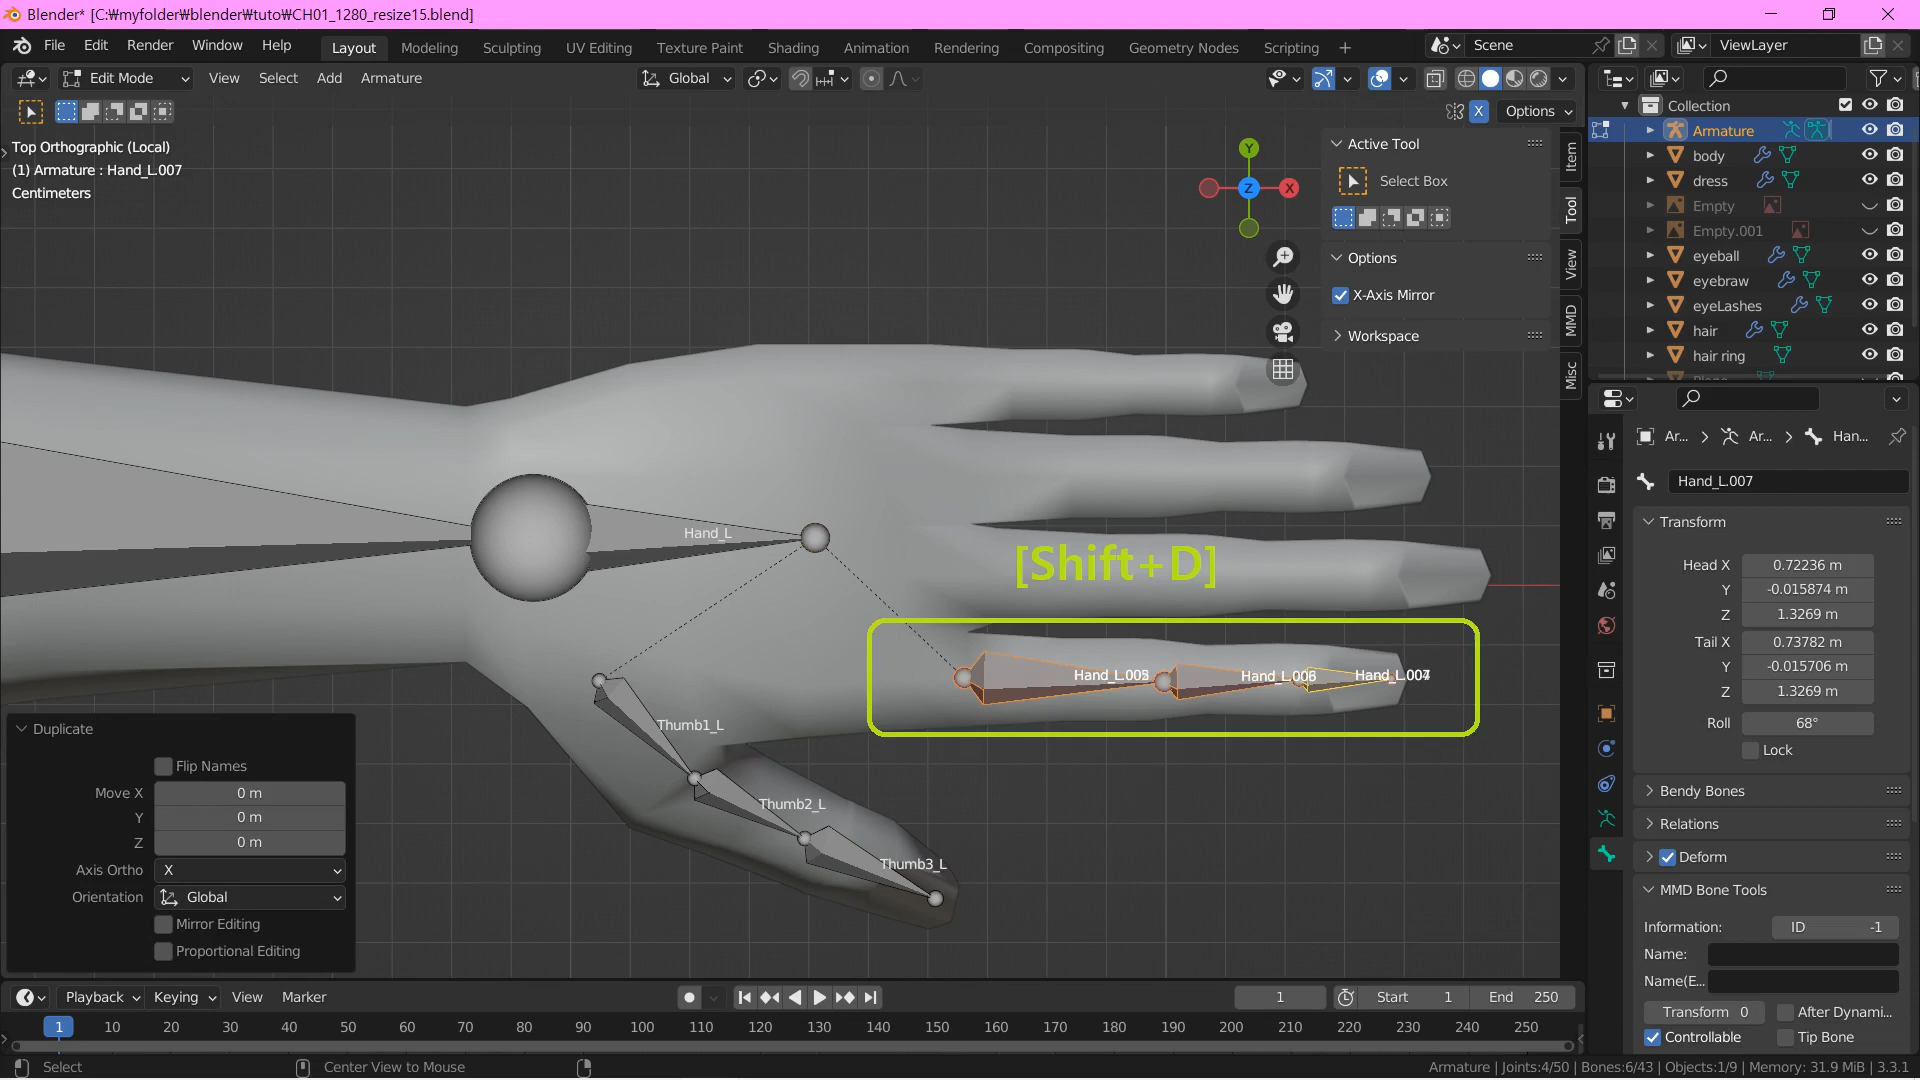 Blender* [C:₩myfolder₩blender₩tuto₩CH01_1280_resize15.blend]
File Edit Render Window Help Layout Modeling Sculpting UV Editing Texture Paint Shading Animation Rendering Compositing Geometry Nodes Scripting + Scene ViewLayer
Edit Mode View Select Add Armature Global
X Options
Top Orthographic (Local)
(1) Armature : Hand_L.007
Centimeters
Y
X
Z
Active Tool
Select Box
Options
X-Axis Mirror
Workspace
Item
Tool
View
MMD
Misc
Collection
Armature
body
dress
Empty
Empty.001
eyeball
eyebraw
eyeLashes
hair
hair ring
Hand_L
[Shift+D]
Hand_L.005
Hand_L.006
Thumb1_L
Thumb2_L
Thumb3_L
Duplicate
Flip Names
Move X 0 m
Y 0 m
Z 0 m
Axis Ortho X
Orientation Global
Mirror Editing
Proportional Editing
Ar... > Ar... > Han...
Hand_L.007
Transform
Head X 0.72236 m
Y -0.015874 m
Z 1.3269 m
Tail X 0.73782 m
Y -0.015706 m
Z 1.3269 m
Roll 68°
Lock
Bendy Bones
Relations
Deform
MMD Bone Tools
Information: ID -1
Name:
Name(E...
Transform 0 After Dynami...
Controllable Tip Bone
Playback Keying View Marker 1 Start 1 End 250
1 10 20 30 40 50 60 70 80 90 100 110 120 130 140 150 160 170 180 190 200 210 220 230 240 250
Select Center View to Mouse Armature | Joints:4/50 | Bones:6/43 | Objects:1/9 | Memory: 31.9 MiB | 3.3.1